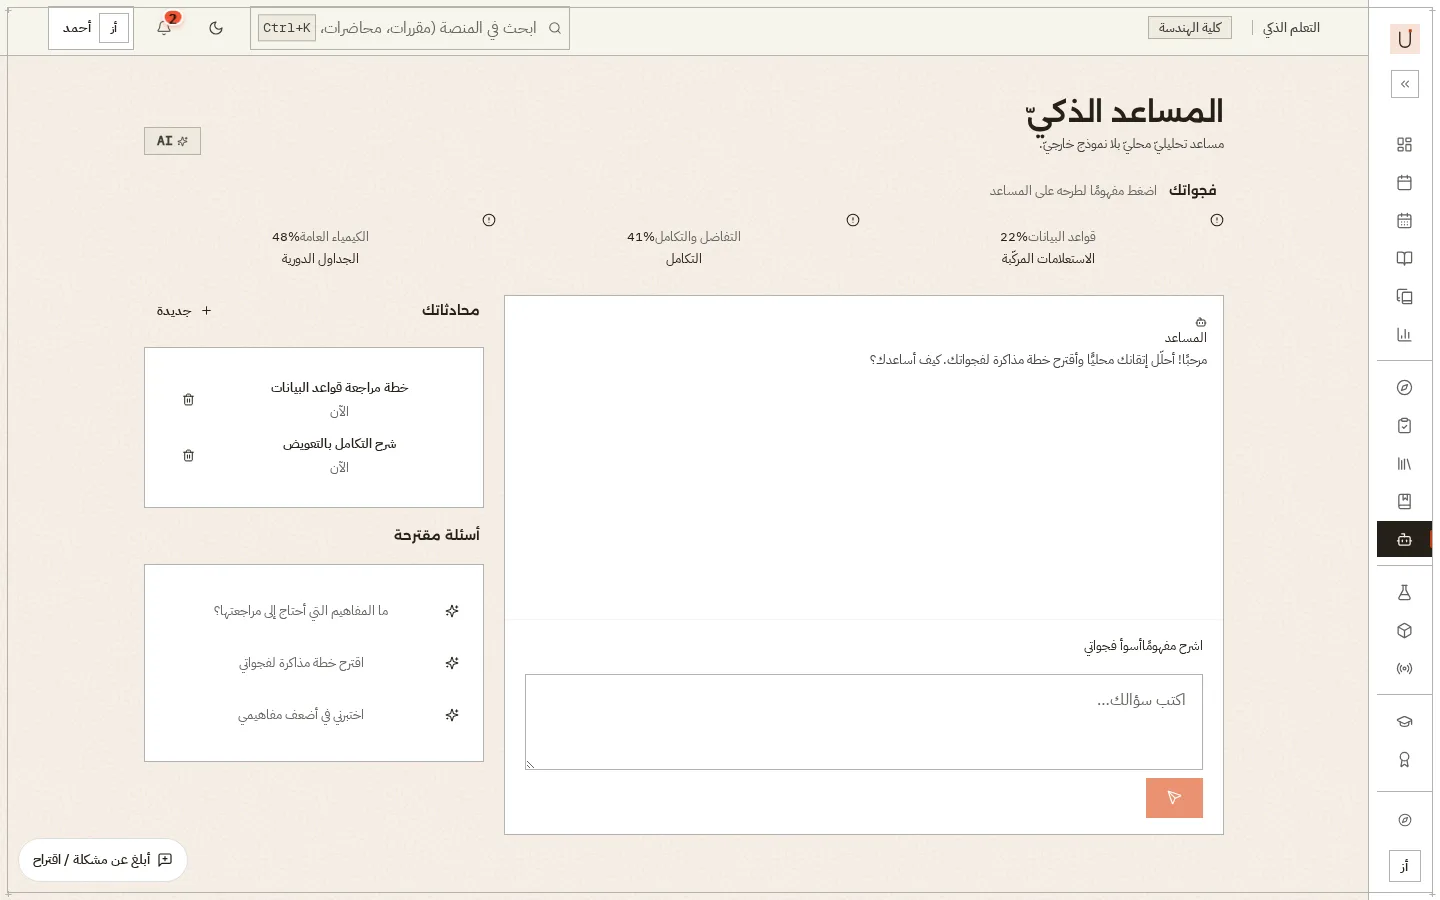 التعلم الذكي
كلية الهندسة
ابحث في المنصة (مقررات، محاضرات،
Ctrl+K
2
أز
أحمد
المساعد الذكيّ
مساعد تحليليّ محليّ بلا نموذج خارجيّ.
AI
فجواتك
اضغط مفهومًا لطرحه على المساعد
قواعد البيانات22%
الاستعلامات المركّبة
التفاضل والتكامل41%
التكامل
الكيمياء العامة48%
الجداول الدورية
المساعد
مرحبًا! أحلّل إتقانك محليًّا وأقترح خطة مذاكرة لفجواتك. كيف أساعدك؟
اشرح مفهومًاأسوأ فجواتي
اكتب سؤالك...
محادثاتك
جديدة
خطة مراجعة قواعد البيانات
الآن
شرح التكامل بالتعويض
الآن
أسئلة مقترحة
ما المفاهيم التي أحتاج إلى مراجعتها؟
اقترح خطة مذاكرة لفجواتي
اختبرني في أضعف مفاهيمي
أبلغ عن مشكلة / اقتراح
أز